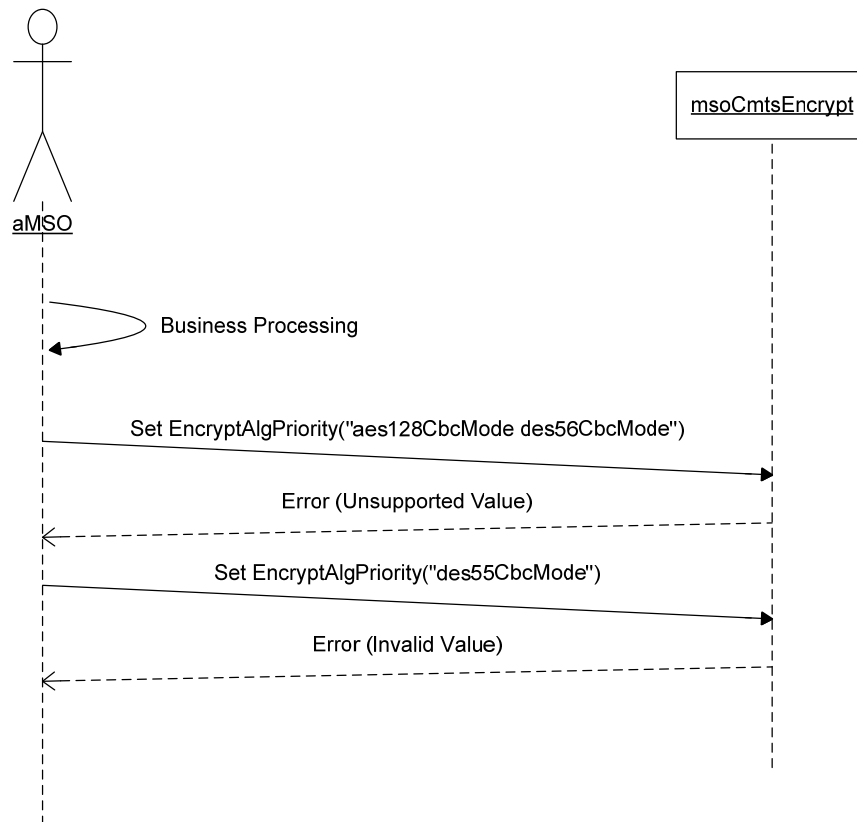 msoCmtsEncrypt
aMSO
Business Processing
Set EncryptAlgPriority("aes128CbcMode des56CbcMode")
Error (Unsupported Value)
Set EncryptAlgPriority("des55CbcMode")
Error (Invalid Value)